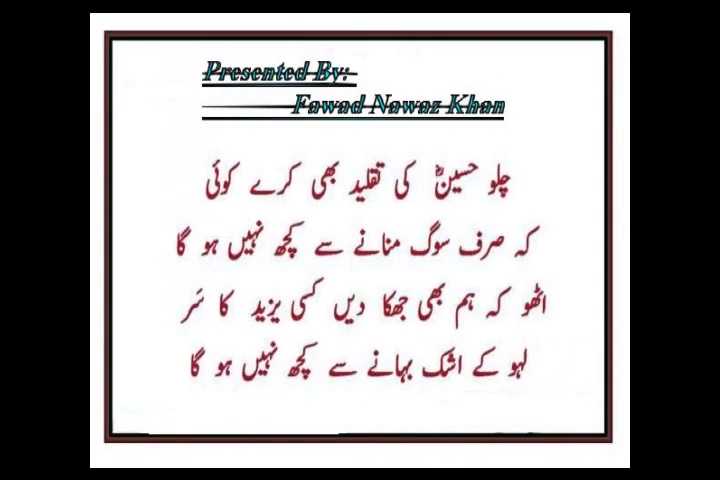 Presented By:
Fawad Nawaz Khan
چلو حسینؓ کی تقلید بھی کرے کوئی
کہ صرف سوگ منانے سے کچھ نہیں ہو گا
اٹھو کہ ہم بھی جھکا دیں کسی یزید کا سَر
لہو کے اشک بہانے سے کچھ نہیں ہو گا